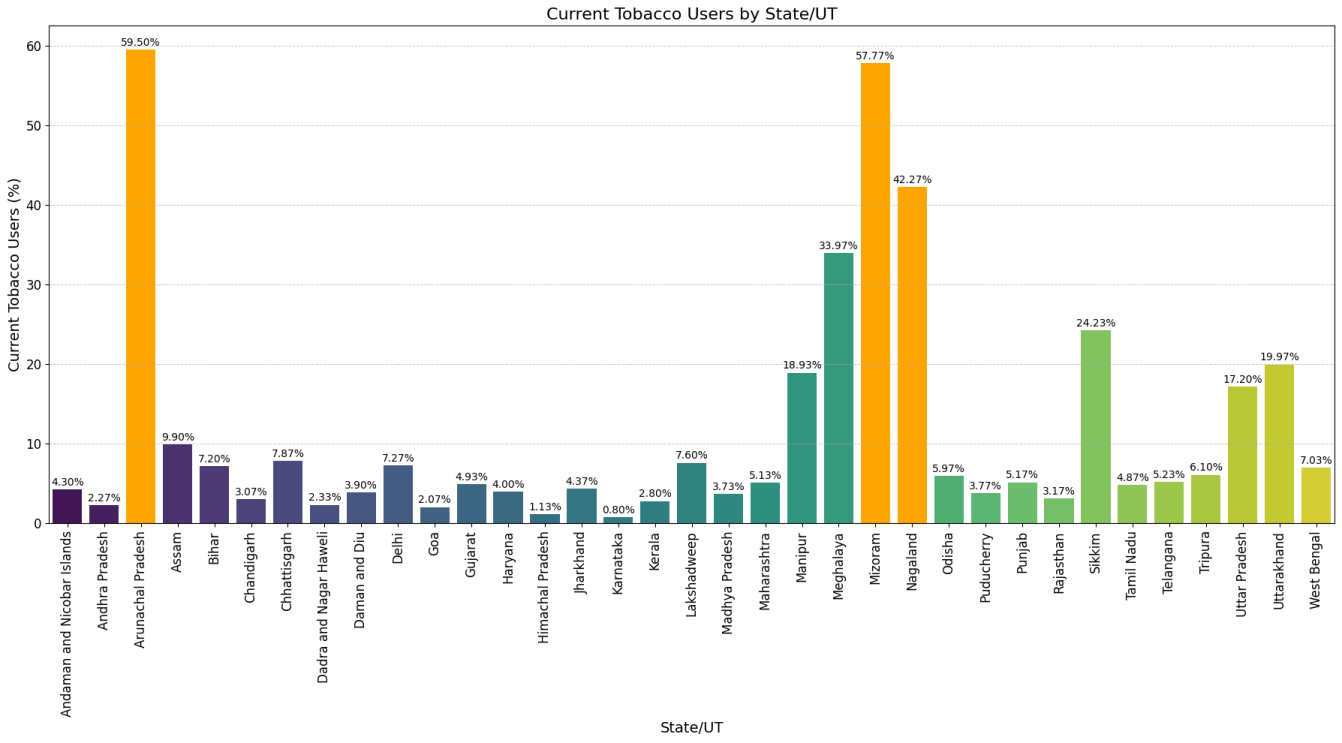 Current Tobacco Users by State/UT
Current Tobacco Users (%)
60
50
40
30
20
10
0
4.30%
2.27%
59.50%
9.90%
7.20%
3.07%
7.87%
2.33%
3.90%
7.27%
2.07%
4.93%
4.00%
1.13%
4.37%
0.80%
2.80%
7.60%
3.73%
5.13%
18.93%
33.97%
57.77%
42.27%
5.97%
3.77%
5.17%
3.17%
24.23%
4.87%
5.23%
6.10%
17.20%
19.97%
7.03%
Andaman and Nicobar Islands
Andhra Pradesh
Arunachal Pradesh
Assam
Bihar
Chandigarh
Chhattisgarh
Dadra and Nagar Haweli
Daman and Diu
Delhi
Goa
Gujarat
Haryana
Himachal Pradesh
Jharkhand
Karnataka
Kerala
Lakshadweep
Madhya Pradesh
Maharashtra
Manipur
Meghalaya
Mizoram
Nagaland
Odisha
Puducherry
Punjab
Rajasthan
Sikkim
Tamil Nadu
Telangana
Tripura
Uttar Pradesh
Uttarakhand
West Bengal
State/UT